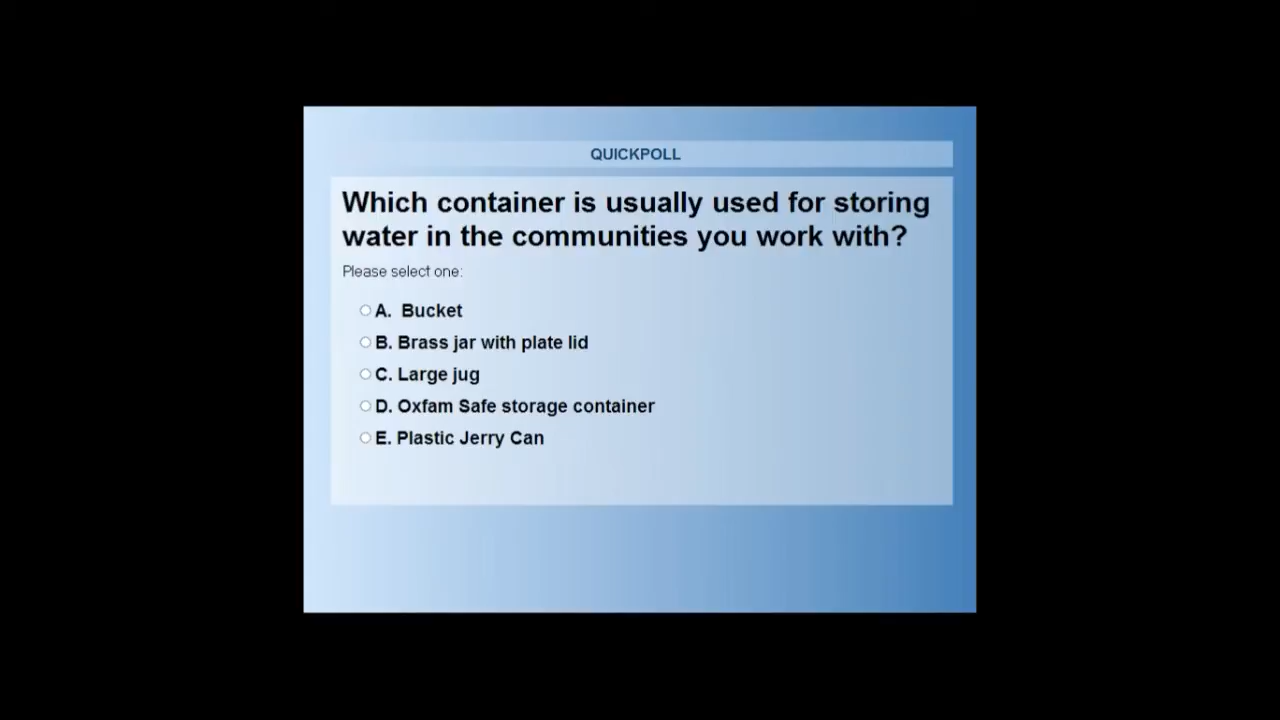 QUICKPOLL
Which container is usually used for storing
water in the communities you work with?
Please select one:
A. Bucket
B. Brass jar with plate lid
C. Large jug
D. Oxfam Safe storage container
E. Plastic Jerry Can